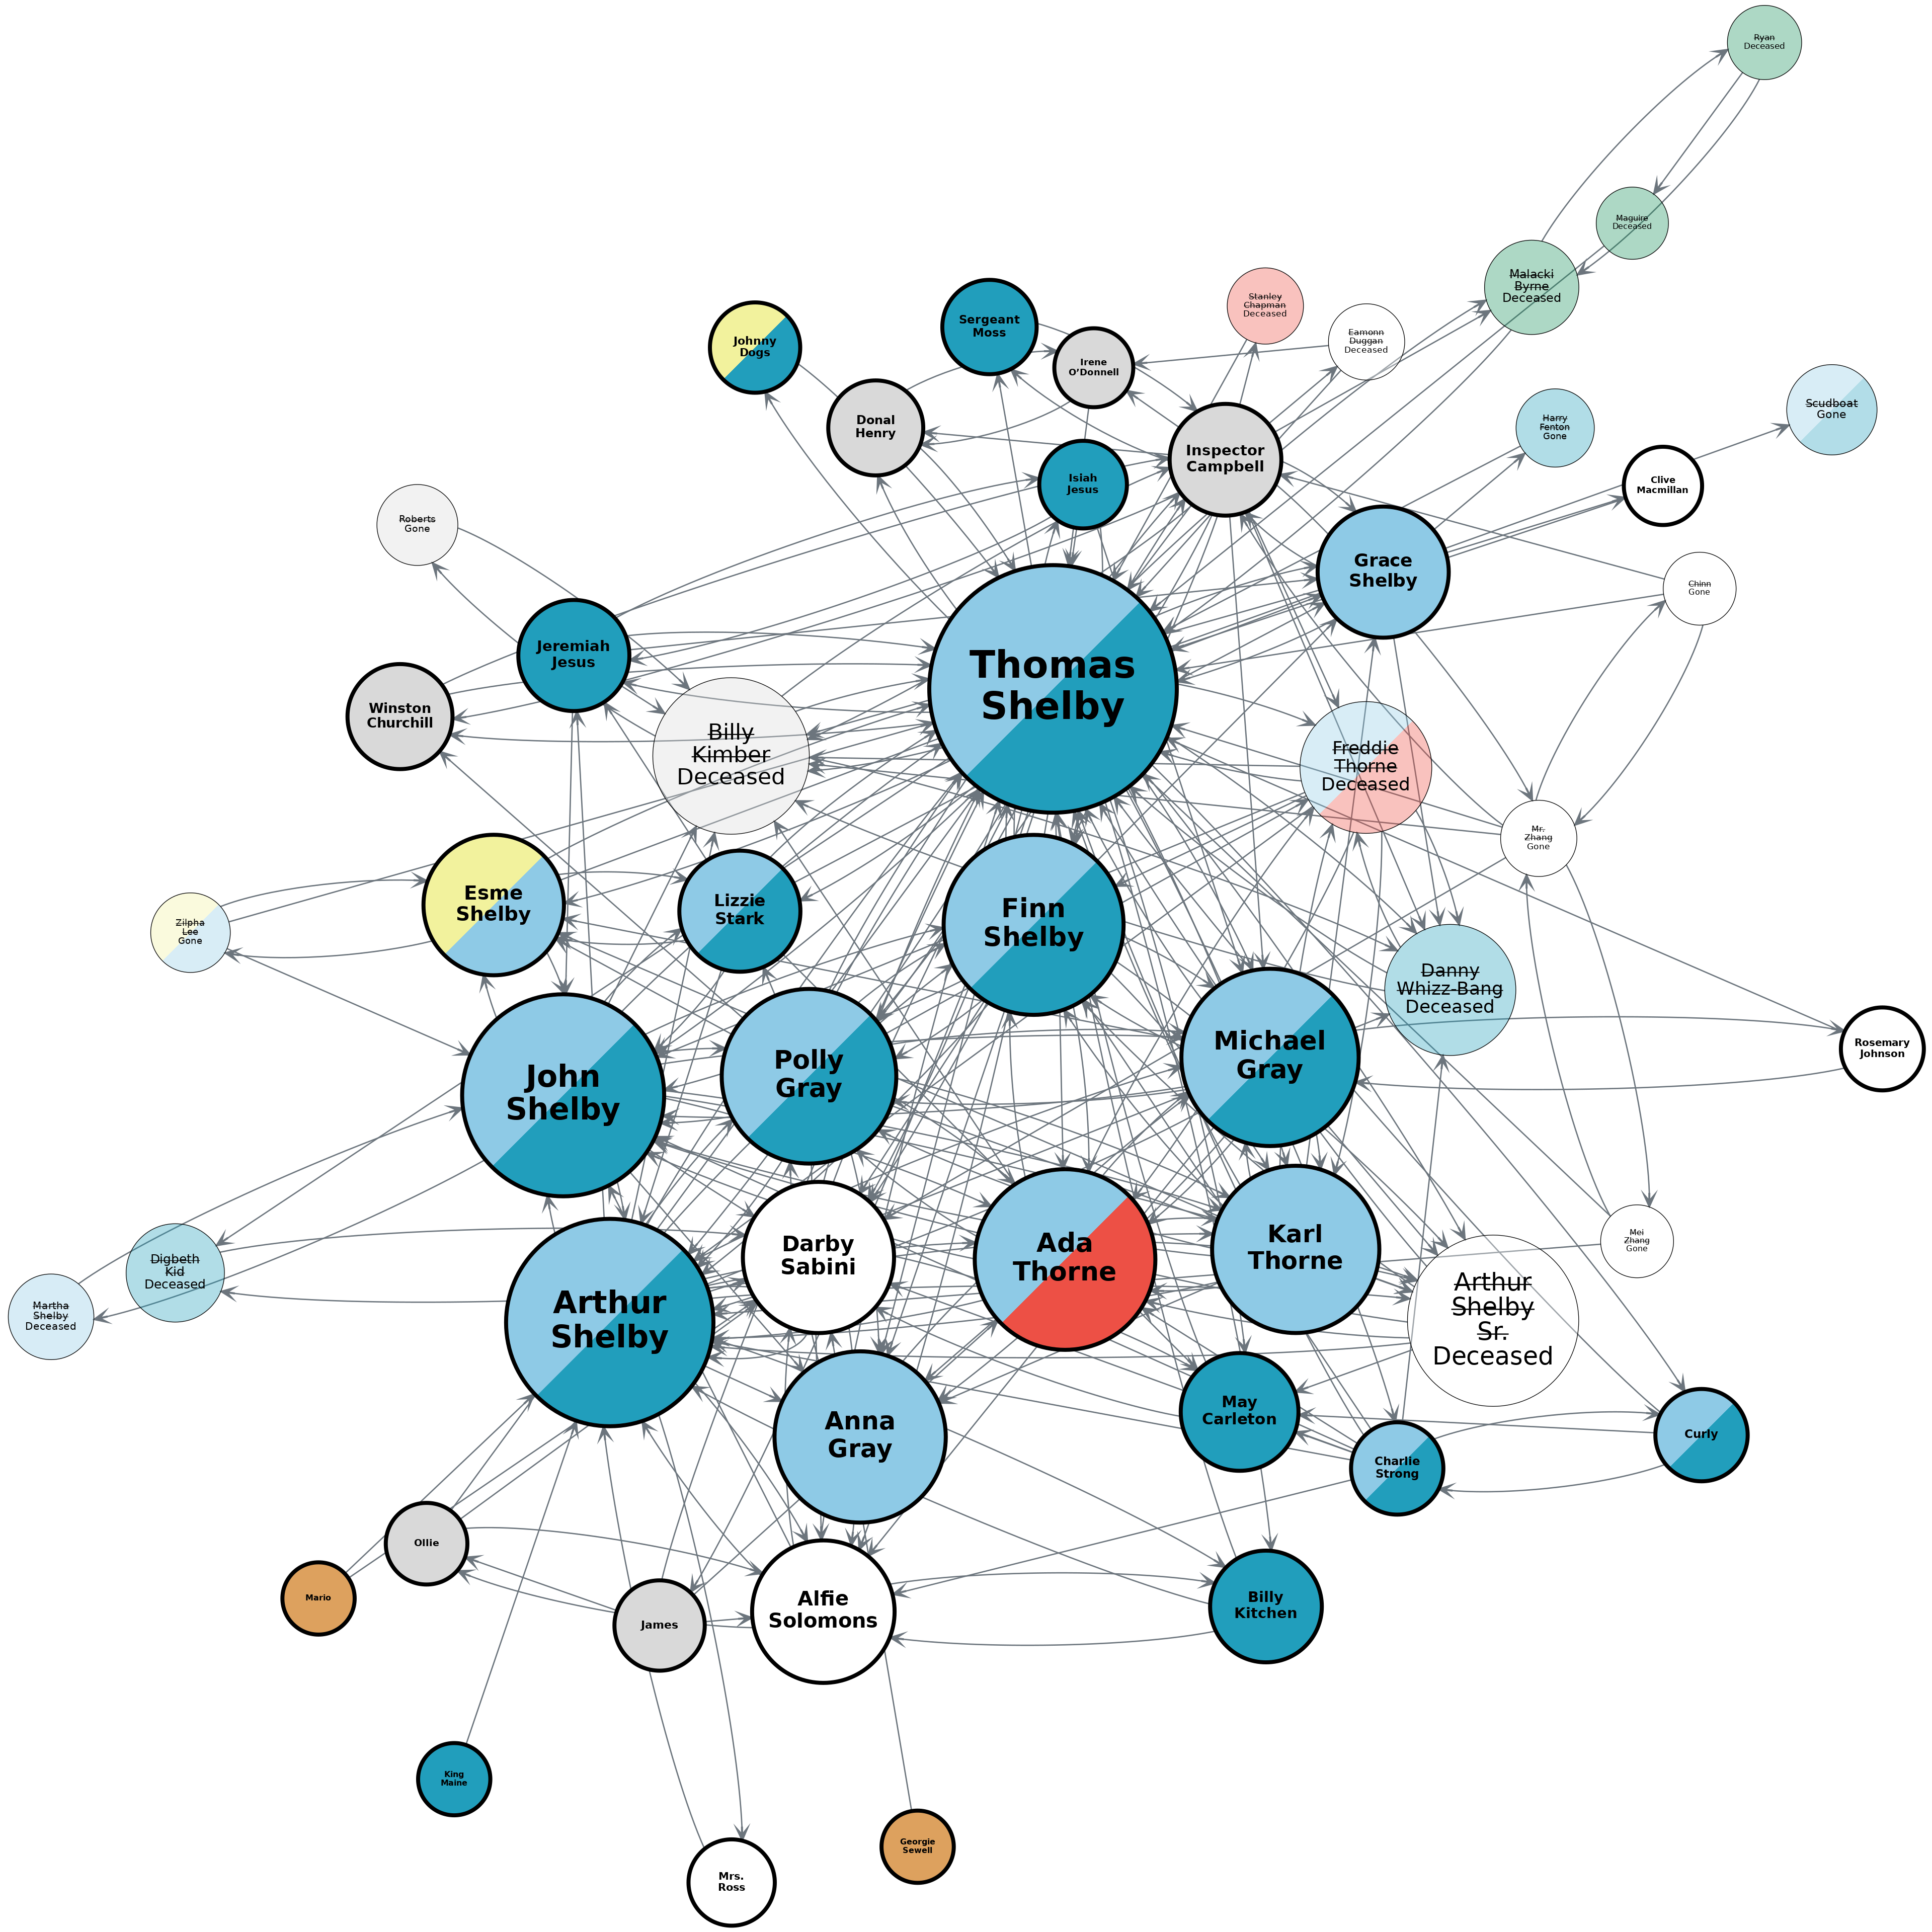 Ryan
Deceased
Maguire
Deceased
Malacki
Byrne
Deceased
Stanley
Chapman
Deceased
Sergeant
Moss
Johnny
Dogs
Irene
O’Donnell
Eamonn
Duggan
Deceased
Scudboat
Gone
Donal
Henry
Harry
Fenton
Gone
Inspector
Campbell
Isiah
Jesus
Clive
Macmillan
Roberts
Gone
Grace
Shelby
Chinn
Gone
Jeremiah
Jesus
Thomas
Shelby
Winston
Churchill
Billy
Kimber
Deceased
Freddie
Thorne
Deceased
Mr.
Zhang
Gone
Esme
Shelby
Lizzie
Stark
Finn
Shelby
Zilpha
Lee
Gone
Danny
Whizz-Bang
Deceased
Michael
Gray
Rosemary
Johnson
Polly
Gray
John
Shelby
Mei
Zhang
Gone
Karl
Thorne
Darby
Sabini
Ada
Thorne
Digbeth
Kid
Deceased
Martha
Shelby
Deceased
Arthur
Shelby
Arthur
Shelby
Sr.
Deceased
May
Carleton
Anna
Gray
Curly
Charlie
Strong
Ollie
Mario
Alfie
Solomons
Billy
Kitchen
James
King
Maine
Georgie
Sewell
Mrs.
Ross